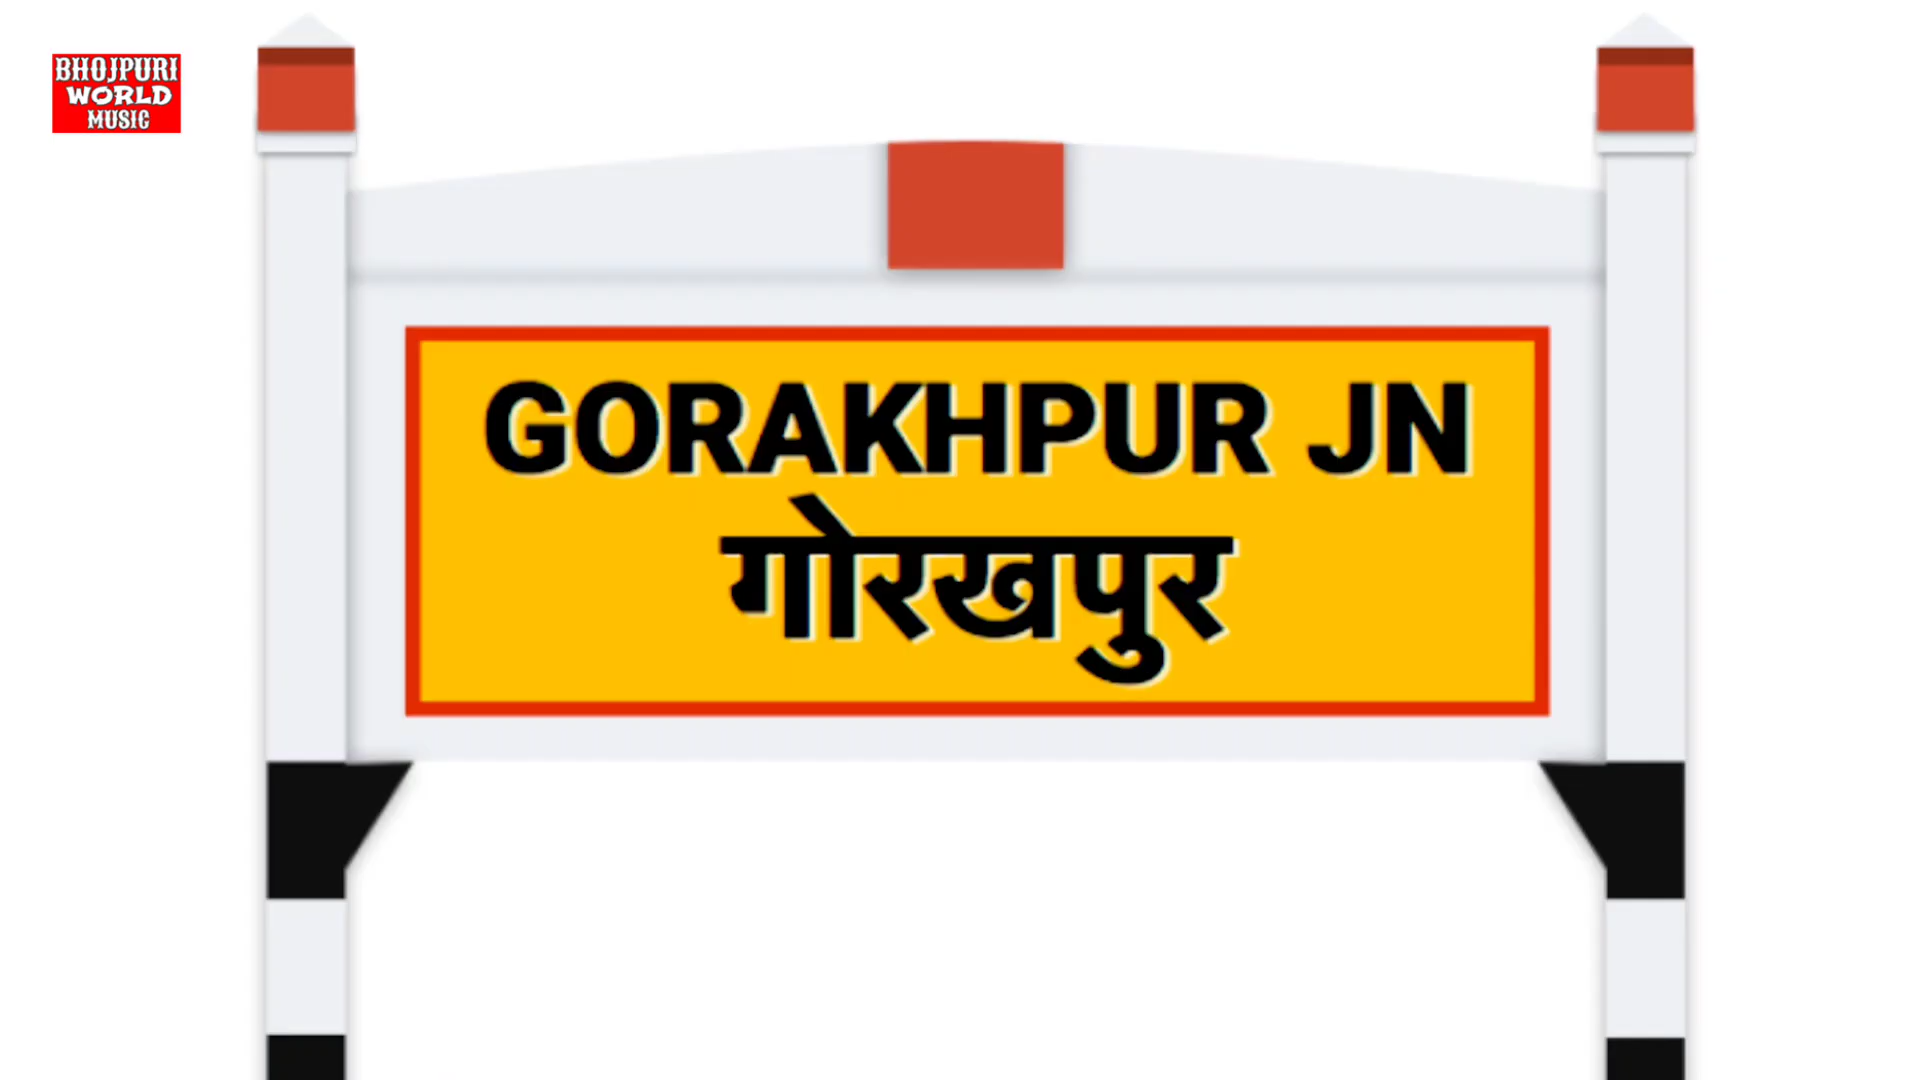 BHOJPURI
WORLD
MUSIC
GORAKHPUR JN
गोरखपुर